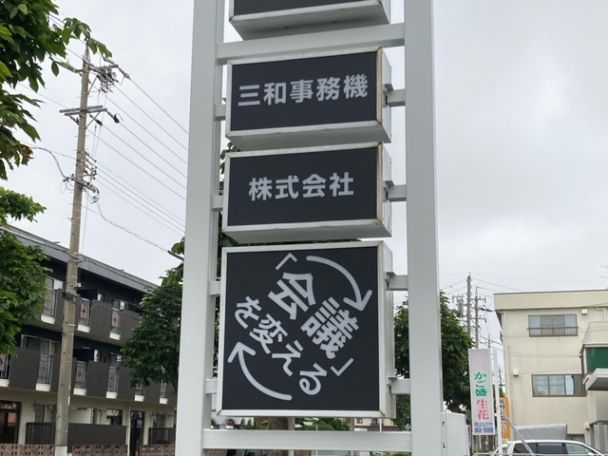 三和事務機
株式会社
「会議」
を変える
かご盛生花